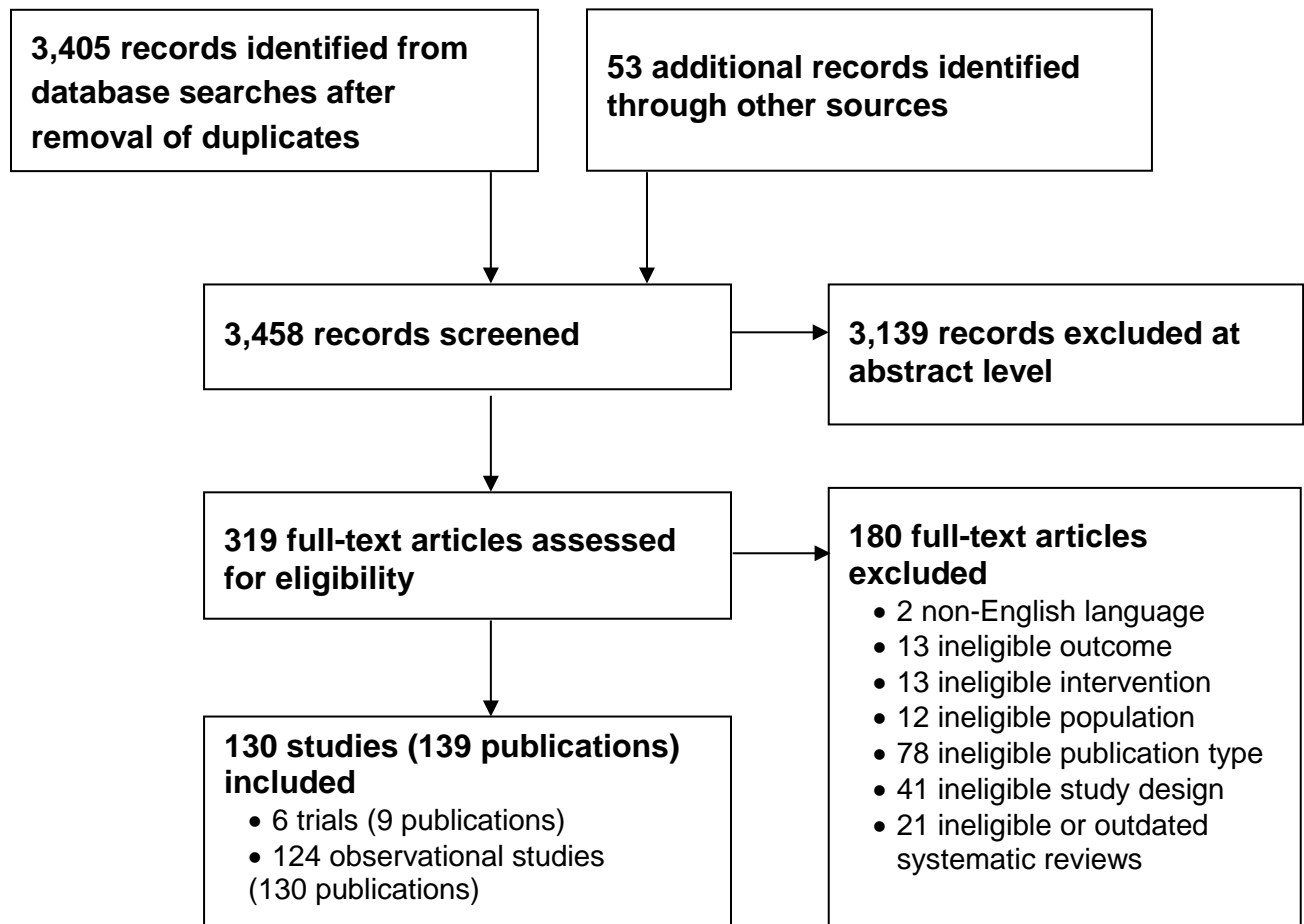 3,405 records identified from
database searches after
removal of duplicates
53 additional records identified
through other sources
3,458 records screened
3,139 records excluded at
abstract level
319 full-text articles assessed
for eligibility
180 full-text articles
excluded
• 2 non-English language
• 13 ineligible outcome
• 13 ineligible intervention
• 12 ineligible population
• 78 ineligible publication type
• 41 ineligible study design
• 21 ineligible or outdated
systematic reviews
130 studies (139 publications)
included
• 6 trials (9 publications)
• 124 observational studies
(130 publications)